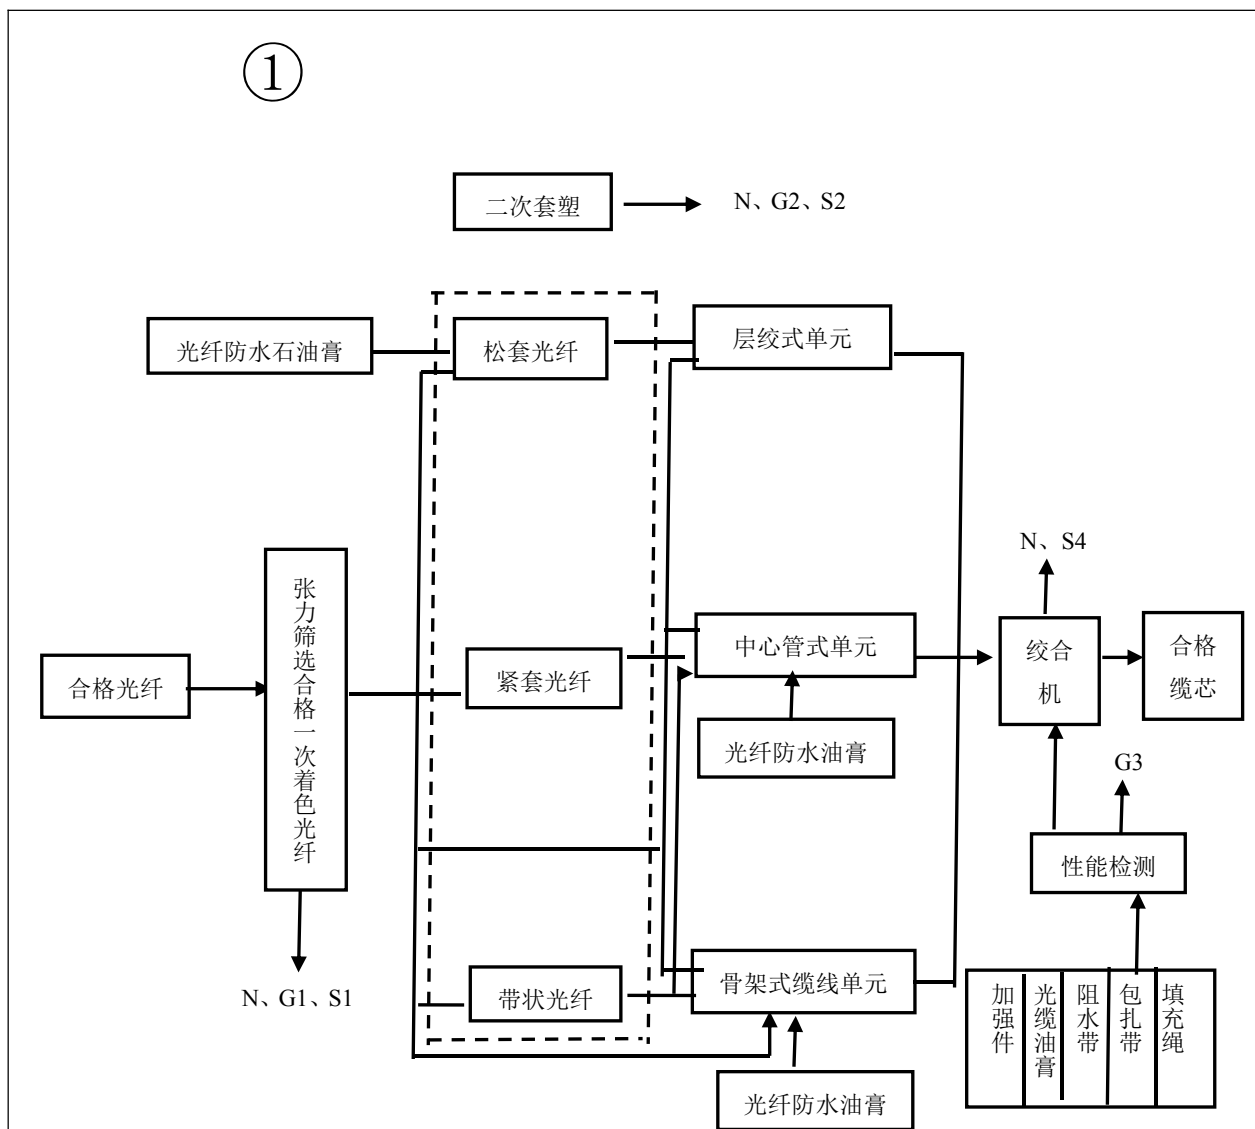 ①
二次套塑
N、G2、S2
光纤防水石油膏
松套光纤
层绞式单元
N、S4
张力筛选合格一次着色光纤
中心管式单元
绞合机
合格缆芯
合格光纤
紧套光纤
光纤防水油膏
G3
性能检测
N、G1、S1
带状光纤
骨架式缆线单元
加强件
光缆油膏
阻水带
包扎带
填充绳
光纤防水油膏